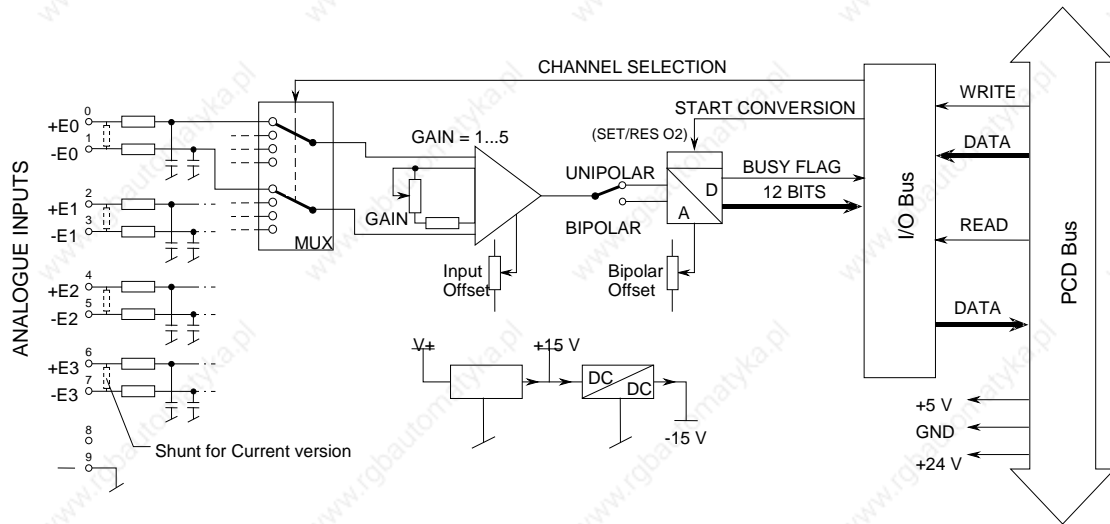 CHANNEL SELECTION
START CONVERSION
(SET/RES O2)
WRITE
DATA
READ
DATA
+5 V
GND
+24 V
PCD Bus
I/O Bus
BUSY FLAG
12 BITS
D
A
UNIPOLAR
BIPOLAR
Bipolar
Offset
GAIN = 1...5
GAIN
Input
Offset
MUX
ANALOGUE INPUTS
0
+E0
1
-E0
2
+E1
3
-E1
4
+E2
5
-E2
6
+E3
7
-E3
8
9
Shunt for Current version
V+
+15 V
DC
DC
-15 V
www.rgbautomatyka.pl